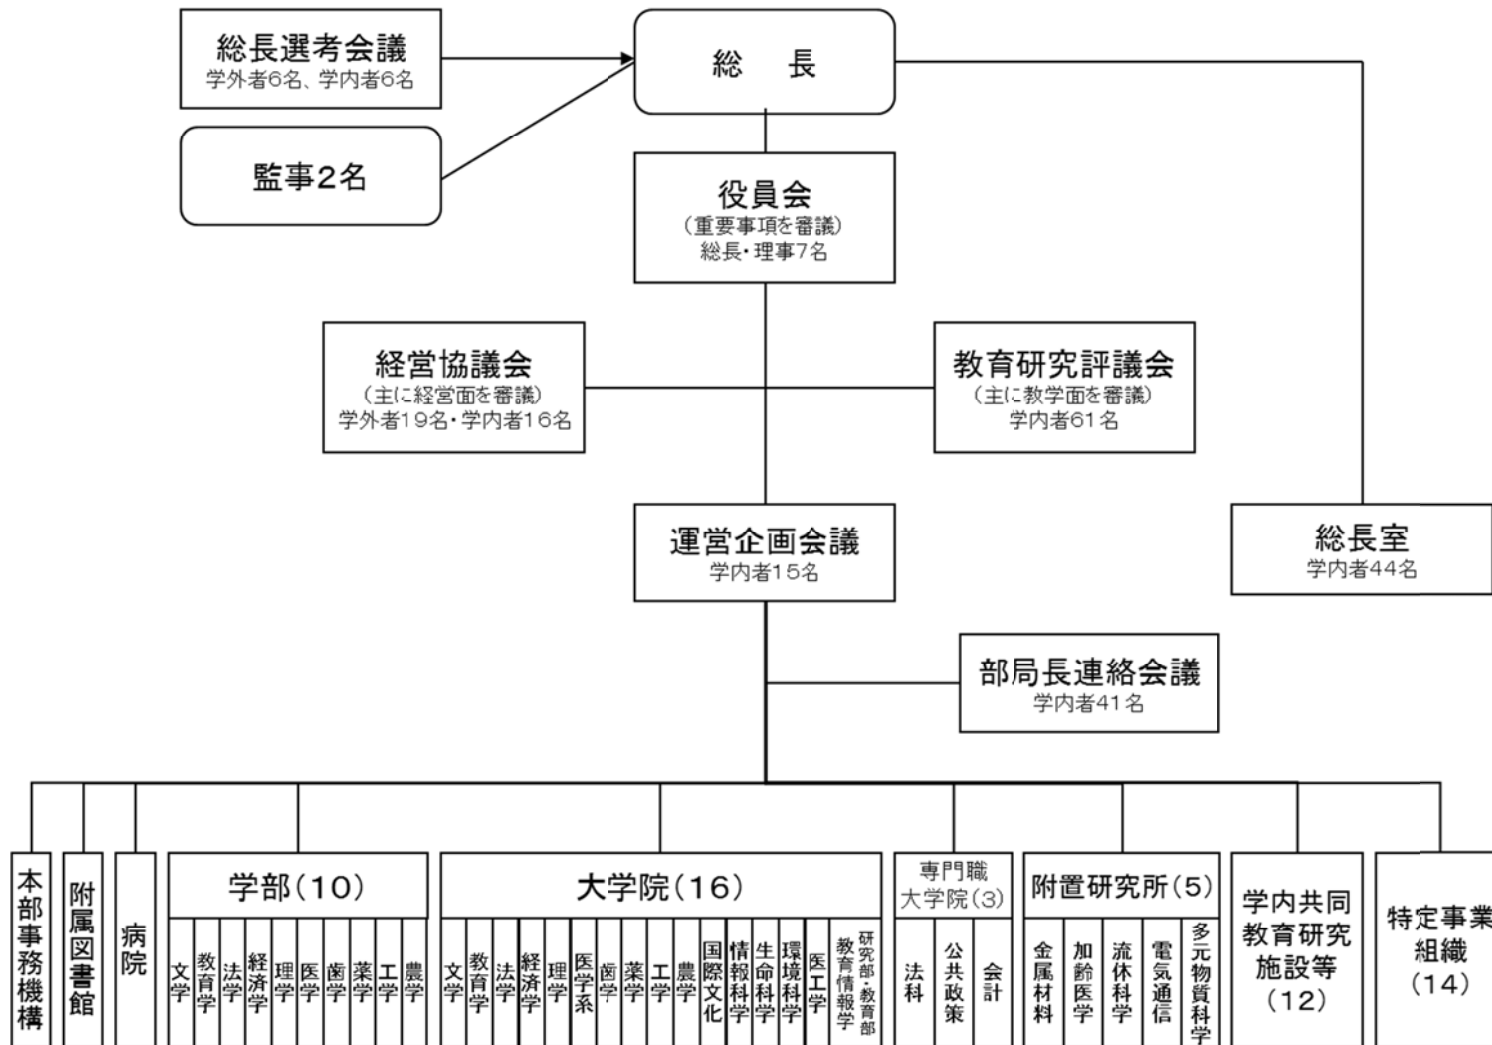 総長選考会議
学外者6名、学内者6名
総　長
監事2名
役員会
(重要事項を審議)
総長・理事7名
経営協議会
(主に経営面を審議)
学外者19名・学内者16名
教育研究評議会
(主に教学面を審議)
学内者61名
運営企画会議
学内者15名
総長室
学内者44名
部局長連絡会議
学内者41名
本部事務機構
附属図書館
病院
学部(10)
文学
教育学
法学
経済学
理学
医学
歯学
薬学
工学
農学
大学院(16)
文学
教育学
法学
経済学
理学
医学系
歯学
薬学
工学
農学
国際文化
情報科学
生命科学
環境科学
医工学
教育情報学
研究部・教育部
専門職
大学院(3)
法科
公共政策
会計
附置研究所(5)
金属材料
加齢医学
流体科学
電気通信
多元物質科学
学内共同
教育研究
施設等
(12)
特定事業
組織
(14)